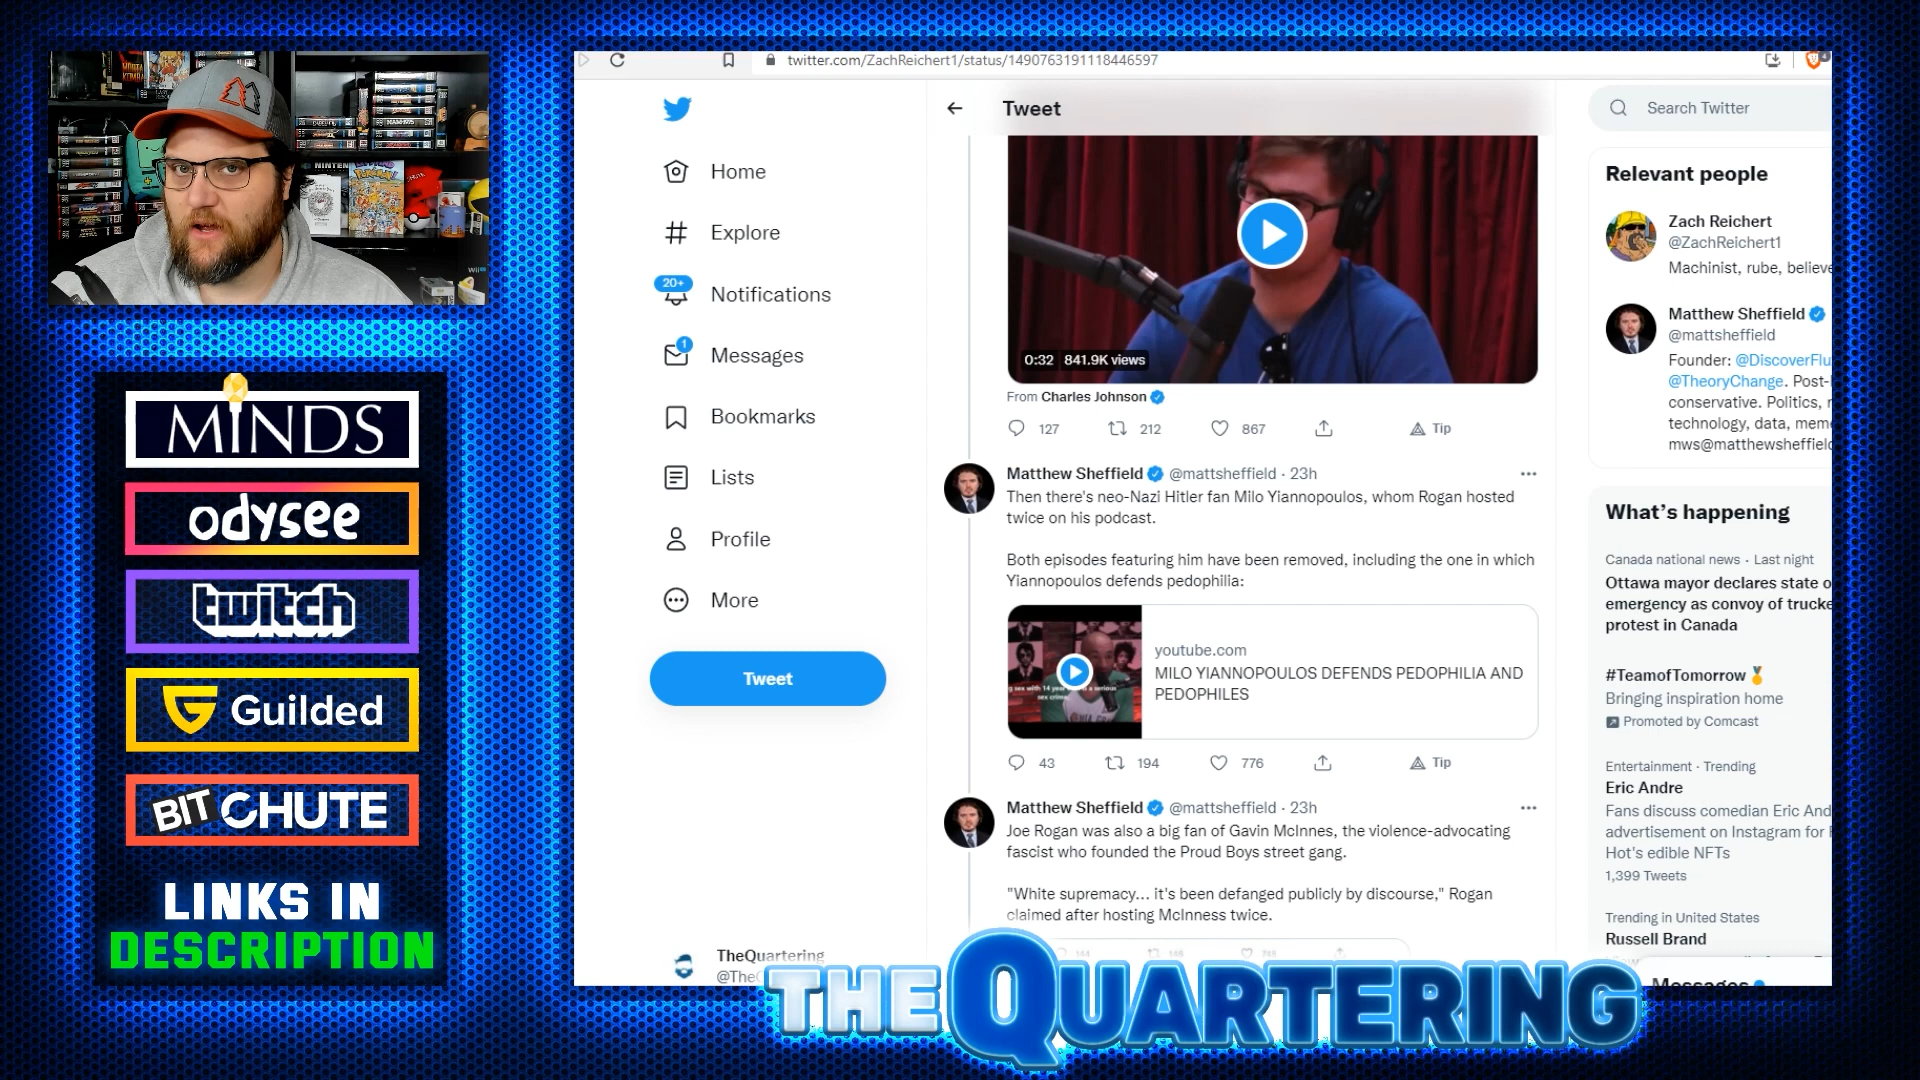 twitter.com/ZachReichert1/status/1490763191118446597
Home
Explore
20+
Notifications
1
Messages
Bookmarks
Lists
Profile
More
Tweet
TheQuartering
Tweet
0:32 841.9K views
From Charles Johnson
127 212 867 Tip
Matthew Sheffield @mattsheffield · 23h
Then there's neo-Nazi Hitler fan Milo Yiannopoulos, whom Rogan hosted
twice on his podcast.
Both episodes featuring him have been removed, including the one in which
Yiannopoulos defends pedophilia:
youtube.com
MILO YIANNOPOULOS DEFENDS PEDOPHILIA AND
PEDOPHILES
43 194 776 Tip
Matthew Sheffield @mattsheffield · 23h
Joe Rogan was also a big fan of Gavin McInnes, the violence-advocating
fascist who founded the Proud Boys street gang.
"White supremacy... it's been defanged publicly by discourse," Rogan
claimed after hosting McInness twice.
Search Twitter
Relevant people
Zach Reichert
@ZachReichert1
Machinist, rube, believe
Matthew Sheffield
@mattsheffield
Founder: @DiscoverFlu
@TheoryChange. Post-
conservative. Politics, r
technology, data, mem
mws@matthewsheffield
What's happening
Canada national news · Last night
Ottawa mayor declares state o
emergency as convoy of trucke
protest in Canada
#TeamofTomorrow
Bringing inspiration home
Promoted by Comcast
Entertainment · Trending
Eric Andre
Fans discuss comedian Eric And
advertisement on Instagram for
Hot's edible NFTs
1,399 Tweets
Trending in United States
Russell Brand
Messages
MINDS
odysee
twitch
Guilded
BITCHUTE
LINKS IN
DESCRIPTION
THE QUARTERING